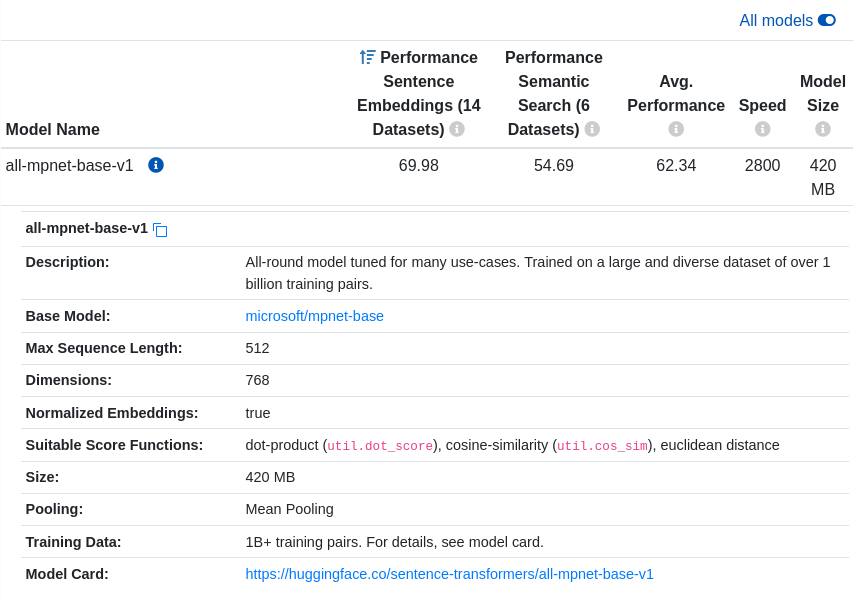 All models
Model Name
Performance Sentence Embeddings (14 Datasets)
Performance Semantic Search (6 Datasets)
Avg. Performance
Speed
Model Size
all-mpnet-base-v1 69.98 54.69 62.34 2800 420 MB
all-mpnet-base-v1
Description: All-round model tuned for many use-cases. Trained on a large and diverse dataset of over 1
billion training pairs.
Base Model: microsoft/mpnet-base
Max Sequence Length: 512
Dimensions: 768
Normalized Embeddings: true
Suitable Score Functions: dot-product (util.dot_score), cosine-similarity (util.cos_sim), euclidean distance
Size: 420 MB
Pooling: Mean Pooling
Training Data: 1B+ training pairs. For details, see model card.
Model Card: https://huggingface.co/sentence-transformers/all-mpnet-base-v1